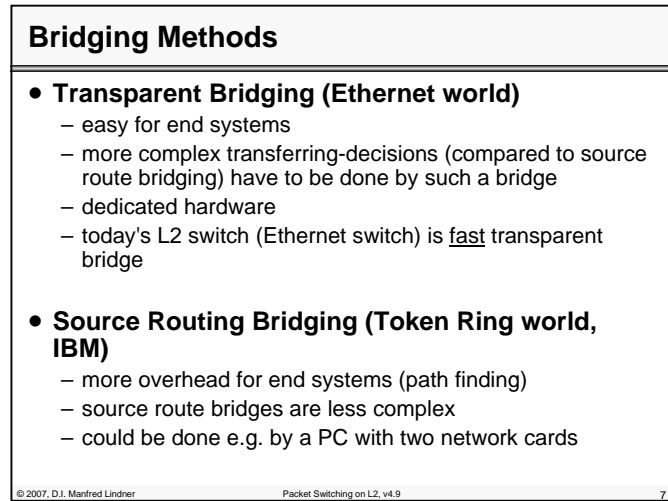 Bridging Methods
• Transparent Bridging (Ethernet world)
– easy for end systems
– more complex transferring-decisions (compared to source
route bridging) have to be done by such a bridge
– dedicated hardware
– today's L2 switch (Ethernet switch) is fast transparent
bridge
• Source Routing Bridging (Token Ring world,
IBM)
– more overhead for end systems (path finding)
– source route bridges are less complex
– could be done e.g. by a PC with two network cards
© 2007, D.I. Manfred Lindner Packet Switching on L2, v4.9 7